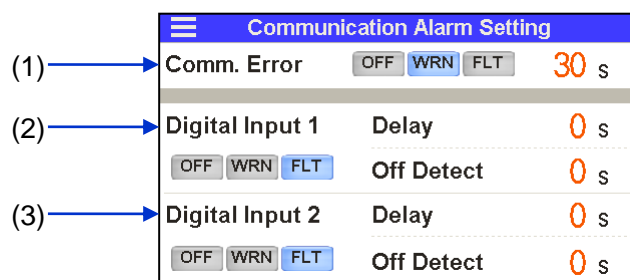 Communication Alarm Setting
(1) Comm. Error OFF WRN FLT 30 s
(2) Digital Input 1 Delay 0 s
OFF WRN FLT Off Detect 0 s
(3) Digital Input 2 Delay 0 s
OFF WRN FLT Off Detect 0 s